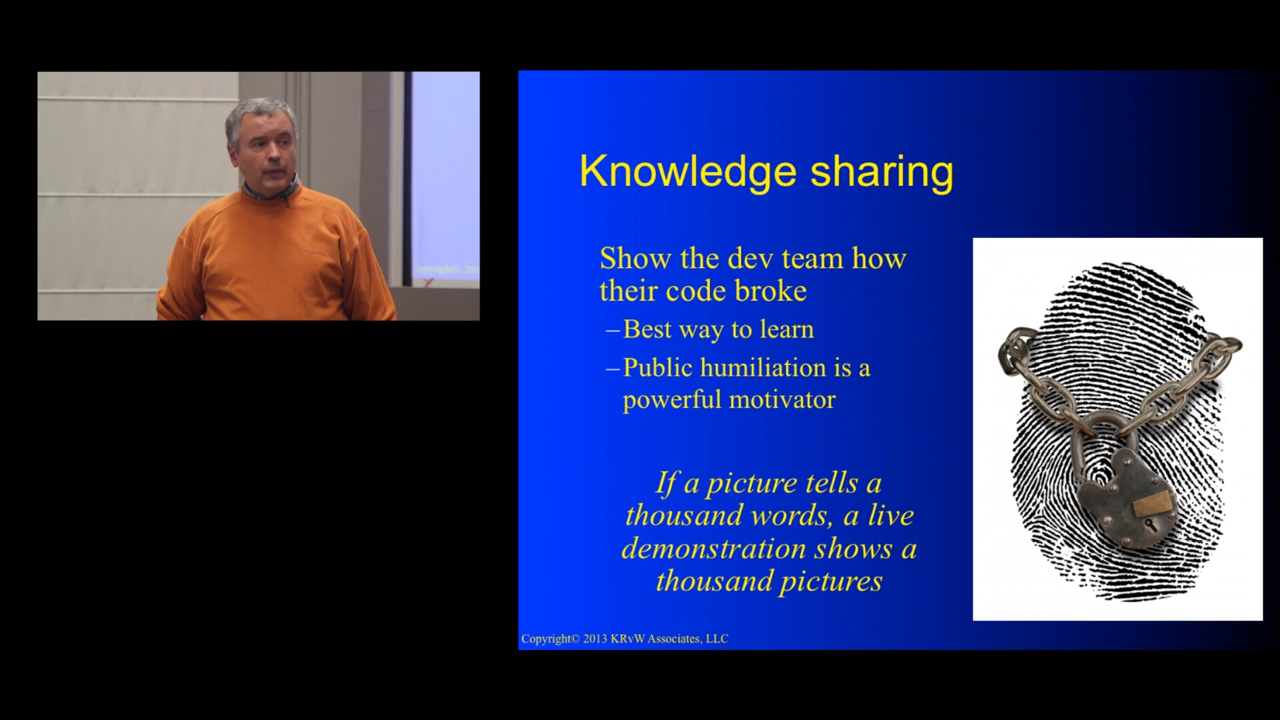 Knowledge sharing
Show the dev team how
their code broke
–Best way to learn
–Public humiliation is a
powerful motivator
If a picture tells a
thousand words, a live
demonstration shows a
thousand pictures
Copyright© 2013 KRvW Associates, LLC